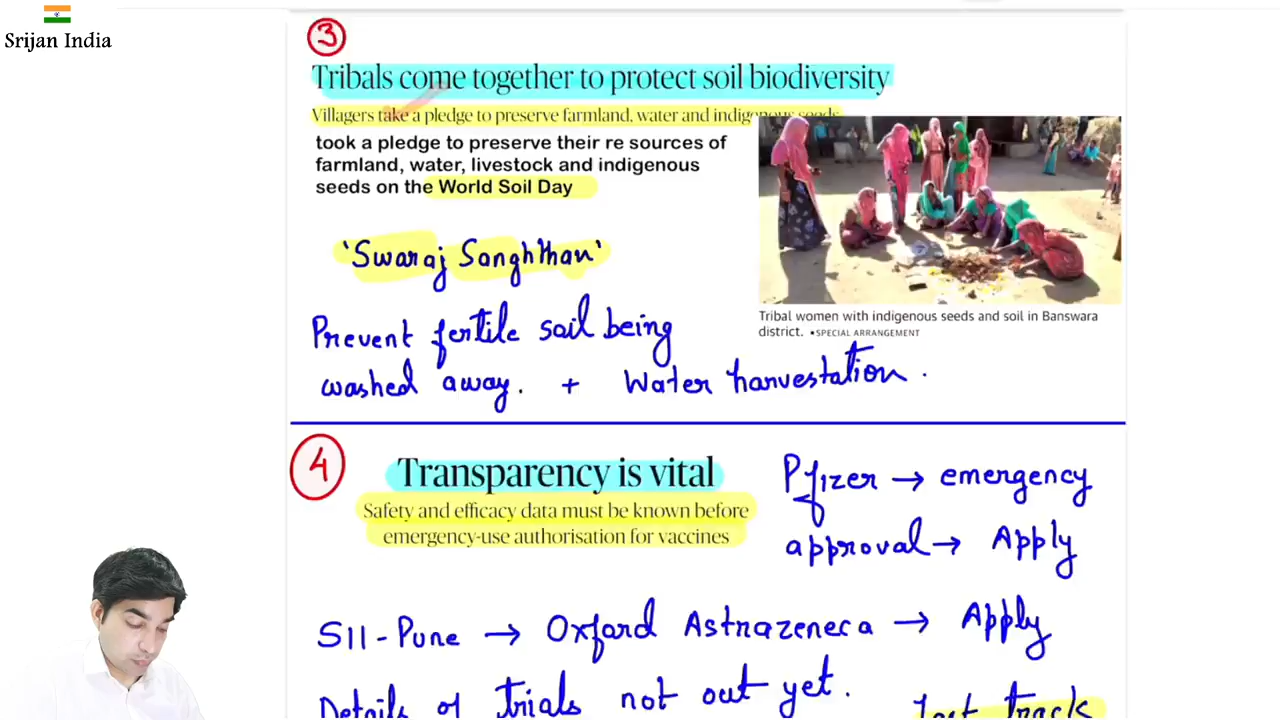 Srijan India
3
Tribals come together to protect soil biodiversity
Villagers take a pledge to preserve farmland, water and indigenous seeds
took a pledge to preserve their re sources of
farmland, water, livestock and indigenous
seeds on the World Soil Day
'Swaraj Sanghthan'
Prevent fertile soil being
washed away. + Water harvestation.
Tribal women with indigenous seeds and soil in Banswara
district. •SPECIAL ARRANGEMENT
4
Transparency is vital
Safety and efficacy data must be known before
emergency-use authorisation for vaccines
Pfizer → emergency
approval → Apply
SII-Pune → Oxford Astrazeneca → Apply
Details of trials not out yet.
track